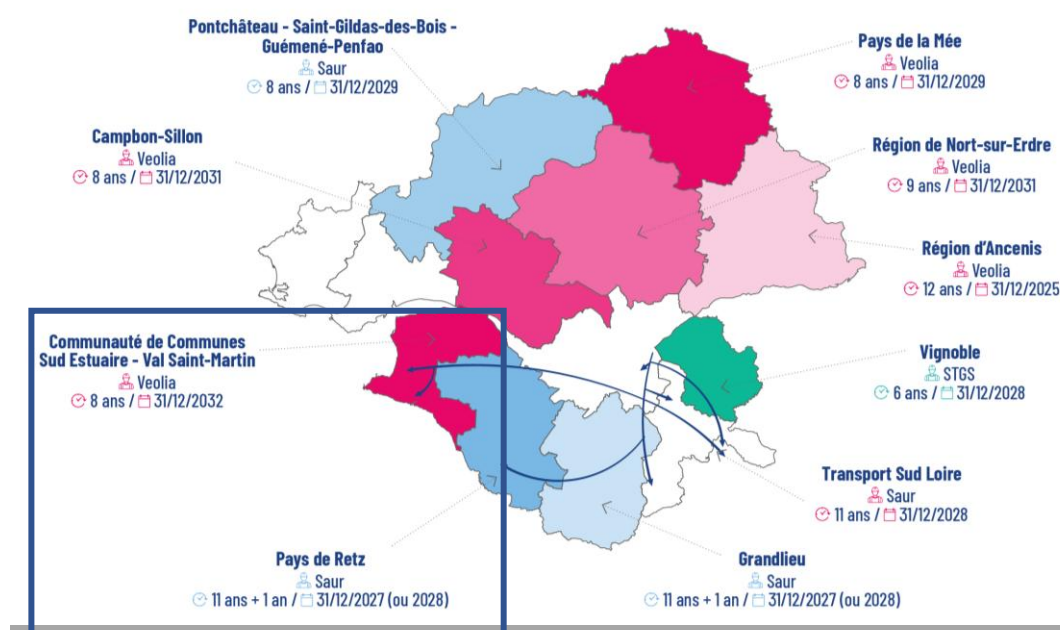 Pontchâteau - Saint-Gildas-des-Bois -
Guémené-Penfao
Saur
8 ans / 31/12/2029
Pays de la Mée
Veolia
8 ans / 31/12/2029
Campbon-Sillon
Veolia
8 ans / 31/12/2031
Région de Nort-sur-Erdre
Veolia
9 ans / 31/12/2031
Région d'Ancenis
Veolia
12 ans / 31/12/2025
Communauté de Communes
Sud Estuaire - Val Saint-Martin
Veolia
8 ans / 31/12/2032
Vignoble
STGS
6 ans / 31/12/2028
Transport Sud Loire
Saur
11 ans / 31/12/2028
Pays de Retz
Saur
11 ans + 1 an / 31/12/2027 (ou 2028)
Grandlieu
Saur
11 ans + 1 an / 31/12/2027 (ou 2028)